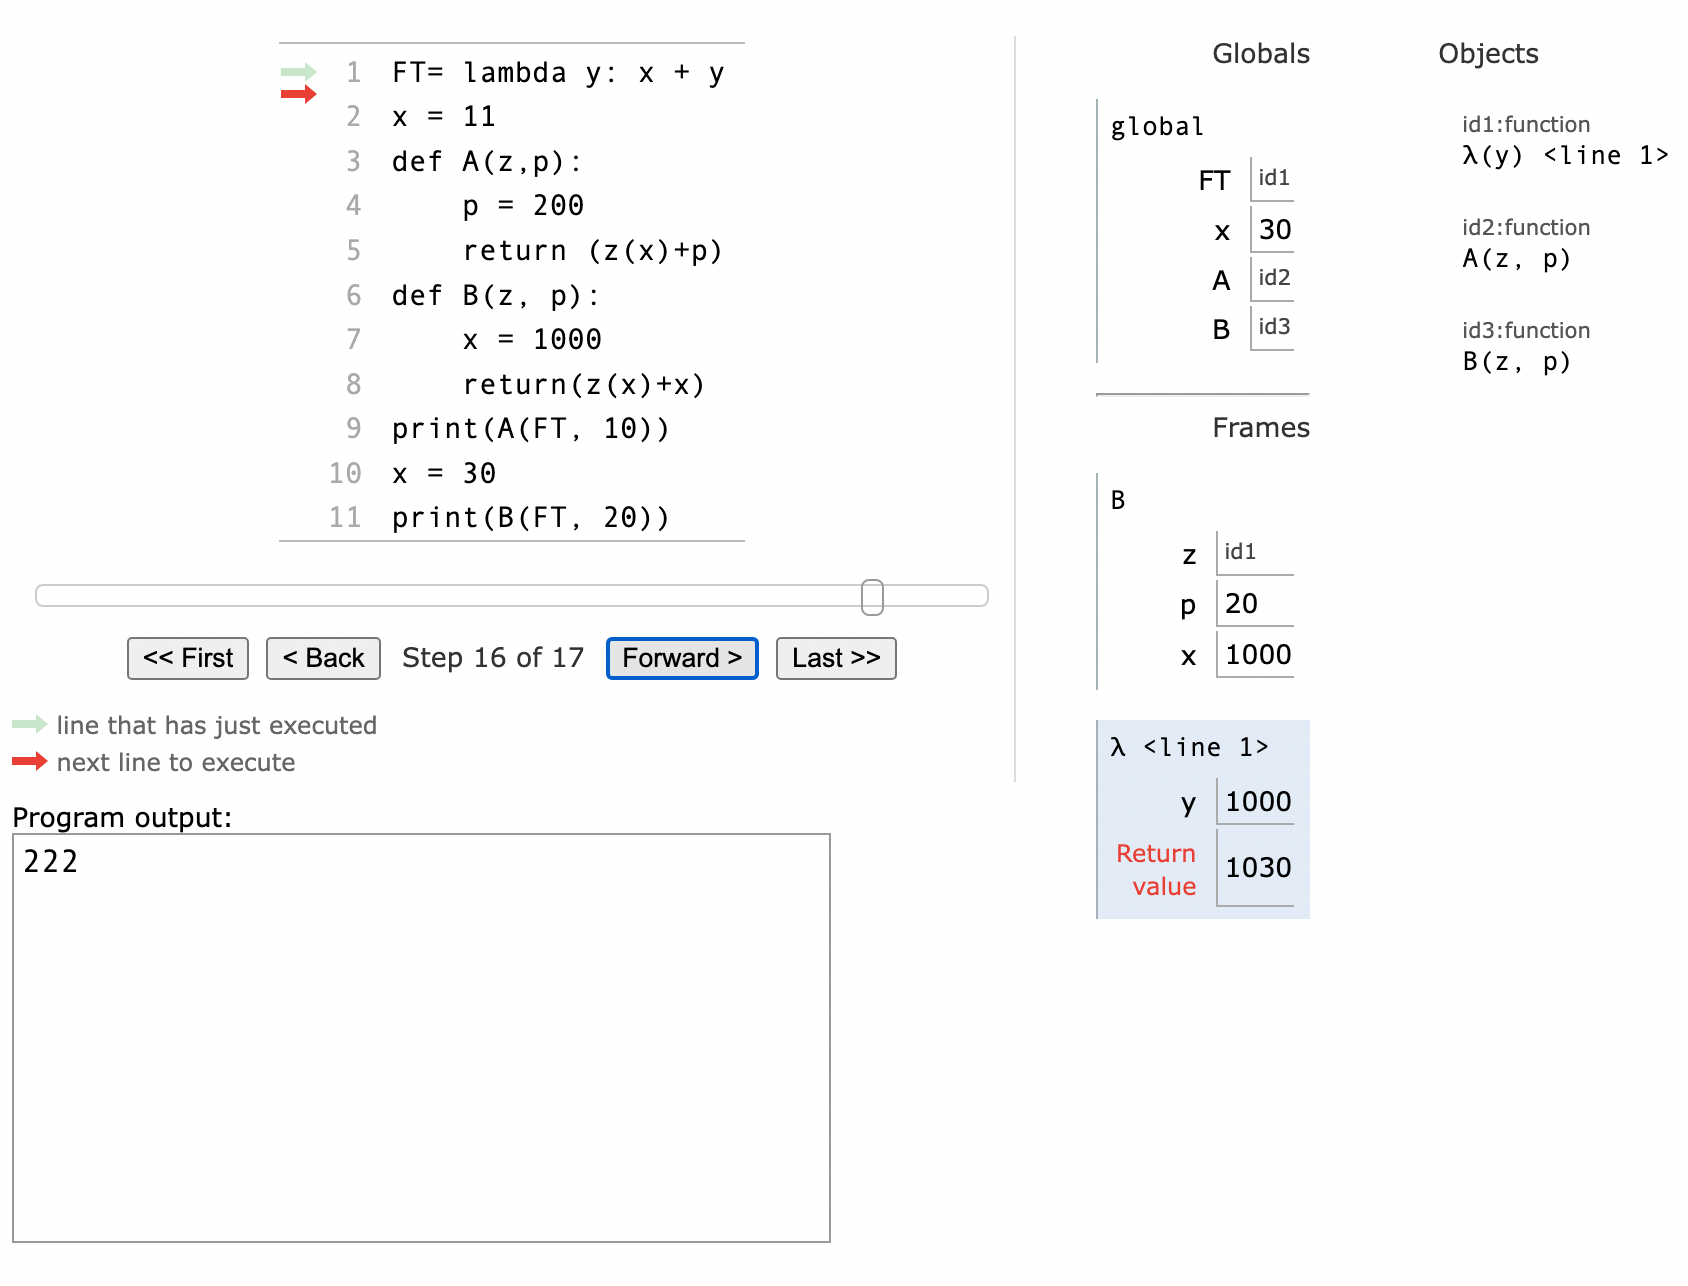 1 FT= lambda y: x + y
2 x = 11
3 def A(z,p):
4     p = 200
5     return (z(x)+p)
6 def B(z, p):
7     x = 1000
8     return(z(x)+x)
9 print(A(FT, 10))
10 x = 30
11 print(B(FT, 20))
<< First < Back Step 16 of 17 Forward > Last >>
line that has just executed
next line to execute
Program output:
222
Globals
global
FT id1
x 30
A id2
B id3
Frames
B
z id1
p 20
x 1000
λ <line 1>
y 1000
Return
value 1030
Objects
id1:function
λ(y) <line 1>
id2:function
A(z, p)
id3:function
B(z, p)